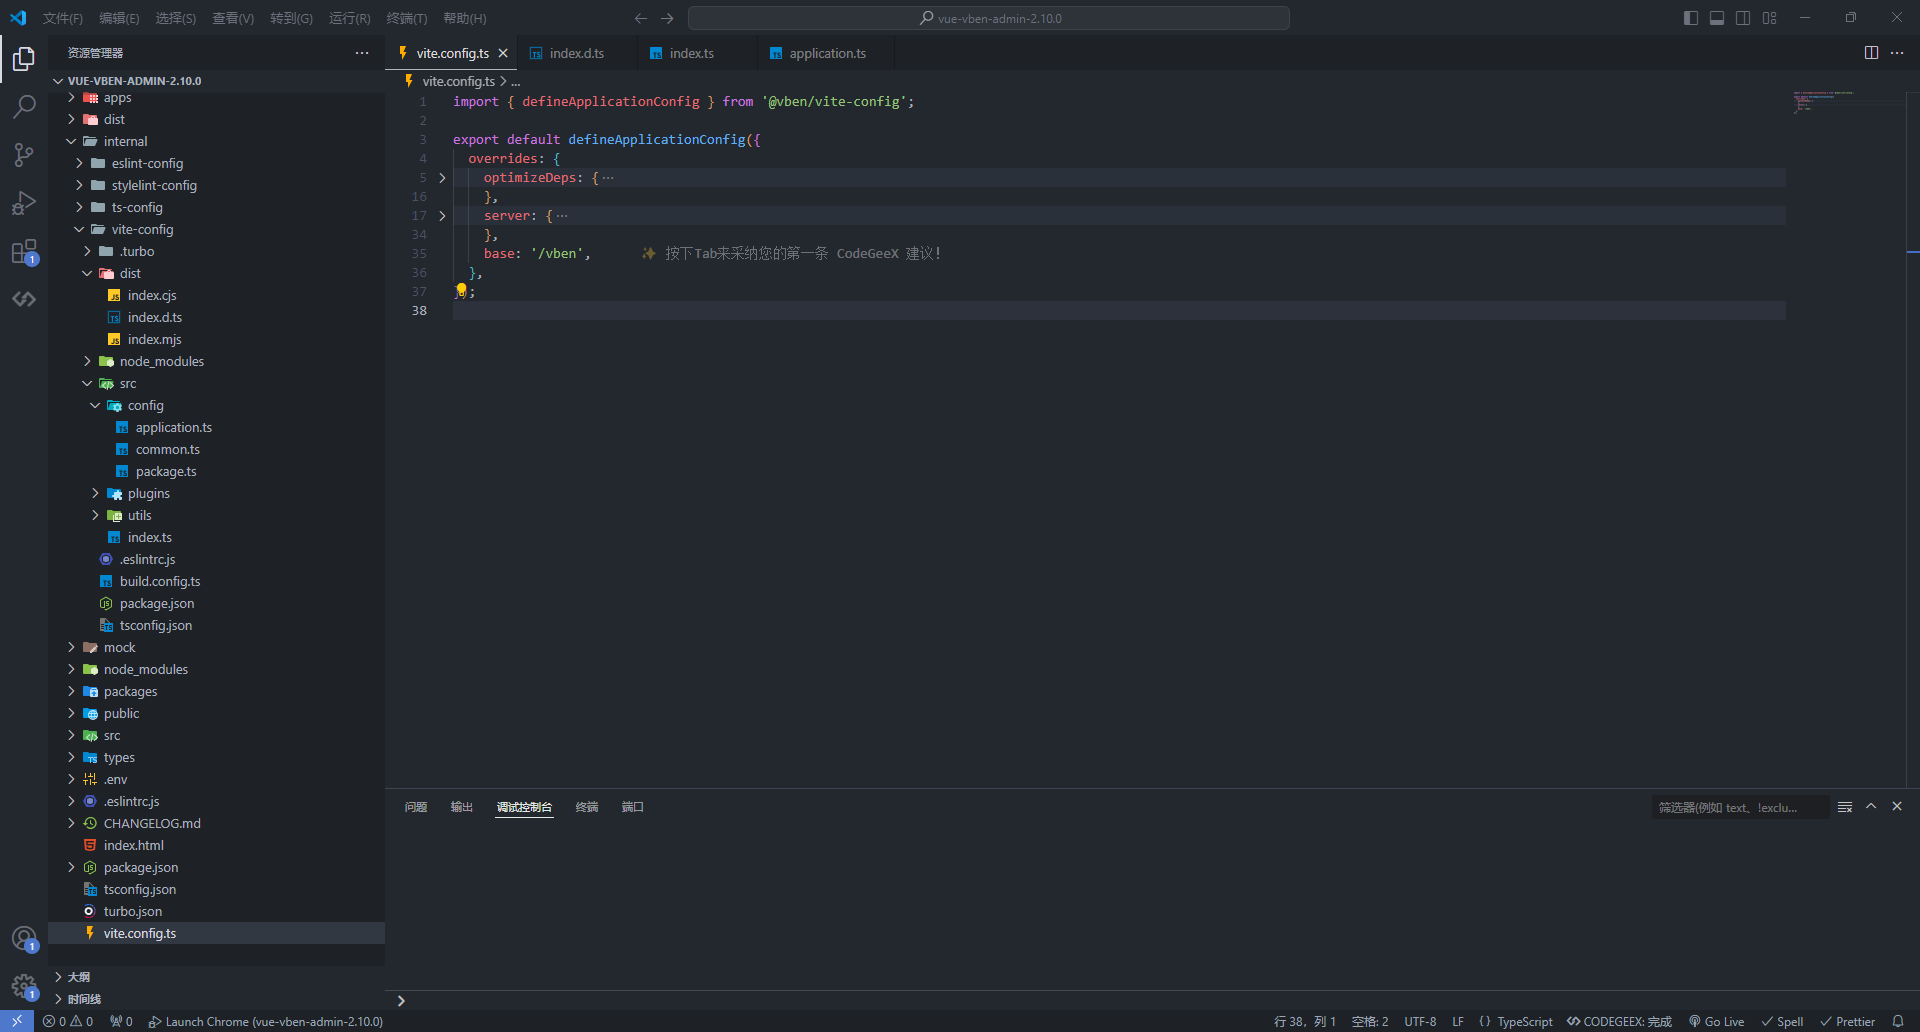 文件(F) 编辑(E) 选择(S) 查看(V) 转到(G) 运行(R) 终端(T) 帮助(H)
vue-vben-admin-2.10.0
资源管理器
VUE-VBEN-ADMIN-2.10.0
apps
dist
internal
eslint-config
stylelint-config
ts-config
vite-config
.turbo
dist
index.cjs
index.d.ts
index.mjs
node_modules
src
config
application.ts
common.ts
package.ts
plugins
utils
index.ts
.eslintrc.js
build.config.ts
package.json
tsconfig.json
mock
node_modules
packages
public
src
types
.env
.eslintrc.js
CHANGELOG.md
index.html
package.json
tsconfig.json
turbo.json
vite.config.ts
大纲
时间线
1
1
1
vite.config.ts index.d.ts index.ts application.ts
vite.config.ts > ...
1 import { defineApplicationConfig } from '@vben/vite-config';
2
3 export default defineApplicationConfig({
4 overrides: {
5 optimizeDeps: { ···
16 },
17 server: { ···
34 },
35 base: '/vben', ✨ 按下Tab来采纳您的第一条 CodeGeeX 建议!
36 },
37 });
38
问题 输出 调试控制台 终端 端口
筛选器(例如 text、!exclu...
0 0 0 Launch Chrome (vue-vben-admin-2.10.0)
行 38, 列 1 空格: 2 UTF-8 LF {} TypeScript CODEGEEX: 完成 Go Live Spell Prettier